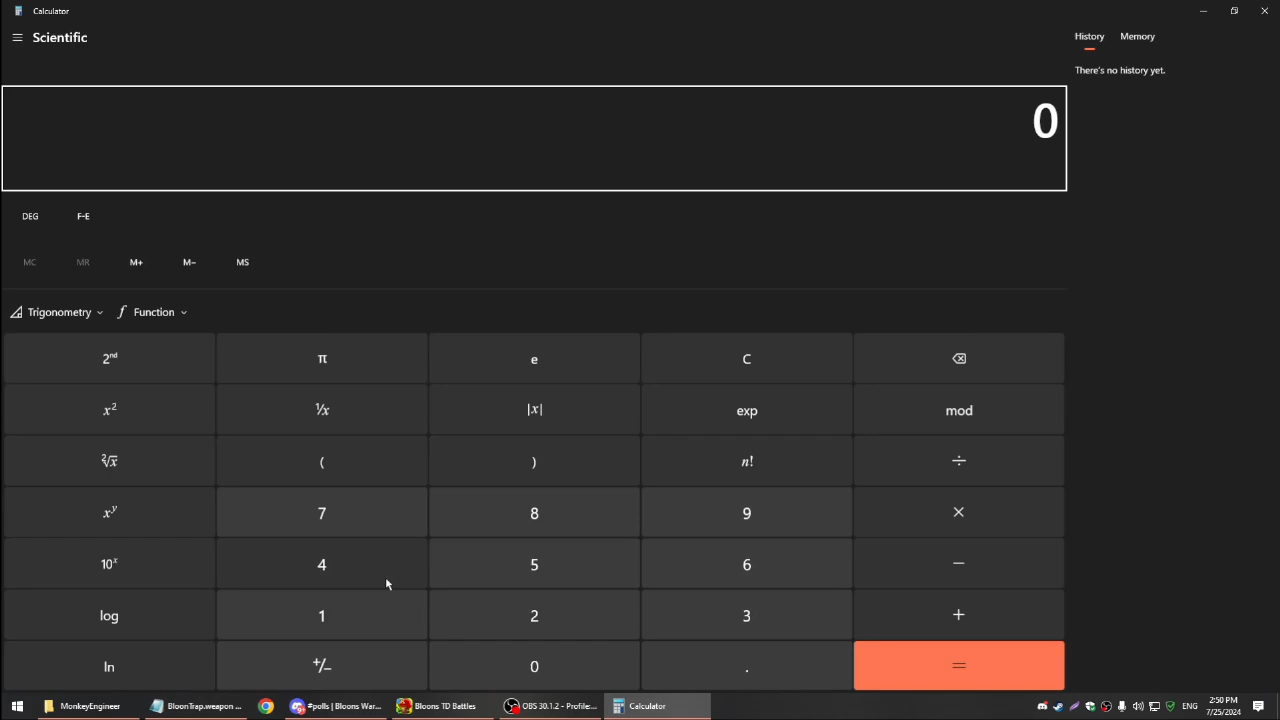 Calculator
Scientific
History Memory
There's no history yet.
0
DEG F-E
MC MR M+ M− MS
Trigonometry f Function
2ⁿᵈ π e C
x² ¹/x |x| exp mod
²√x ( ) n! ÷
xʸ 7 8 9 ×
10ˣ 4 5 6 −
log 1 2 3 +
ln +/− 0 . =
MonkeyEngineer BloonTrap.weapon ... #polls | Bloons War... Bloons TD Battles OBS 30.1.2 - Profile:... Calculator ENG 2:50 PM
7/25/2024